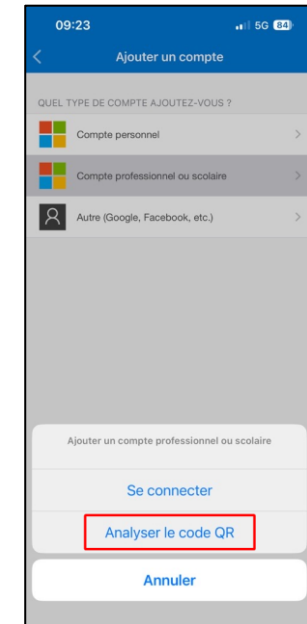 09:23 5G 84
Ajouter un compte
QUEL TYPE DE COMPTE AJOUTEZ-VOUS ?
Compte personnel
Compte professionnel ou scolaire
Autre (Google, Facebook, etc.)
Ajouter un compte professionnel ou scolaire
Se connecter
Analyser le code QR
Annuler